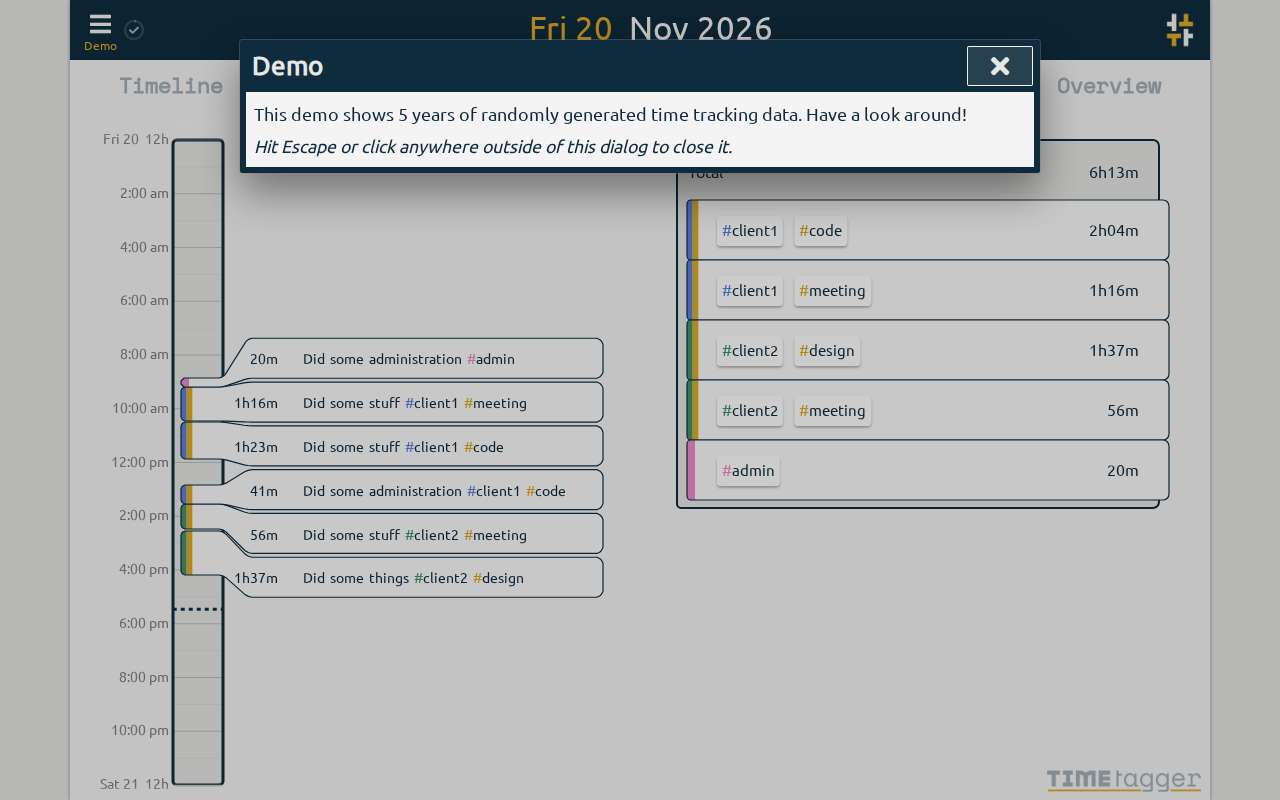 Demo
Fri 20 Nov 2026
Demo
This demo shows 5 years of randomly generated time tracking data. Have a look around!
Hit Escape or click anywhere outside of this dialog to close it.
Timeline
Overview
Fri 20 12h
2:00 am
4:00 am
6:00 am
8:00 am
10:00 am
12:00 pm
2:00 pm
4:00 pm
6:00 pm
8:00 pm
10:00 pm
Sat 21 12h
20m Did some administration #admin
1h16m Did some stuff #client1 #meeting
1h23m Did some stuff #client1 #code
41m Did some administration #client1 #code
56m Did some stuff #client2 #meeting
1h37m Did some things #client2 #design
Total 6h13m
#client1 #code 2h04m
#client1 #meeting 1h16m
#client2 #design 1h37m
#client2 #meeting 56m
#admin 20m
TIMEtagger